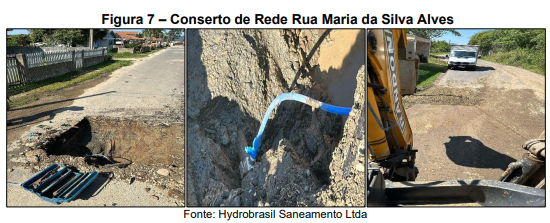 Figura 7 – Conserto de Rede Rua Maria da Silva Alves
Fonte: Hydrobrasil Saneamento Ltda